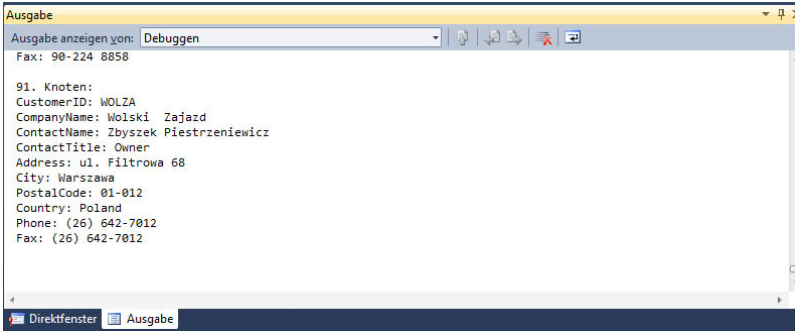 Ausgabe
Ausgabe anzeigen von: Debuggen
Fax: 90-224 8858
91. Knoten:
CustomerID: WOLZA
CompanyName: Wolski  Zajazd
ContactName: Zbyszek Piestrzeniewicz
ContactTitle: Owner
Address: ul. Filtrowa 68
City: Warszawa
PostalCode: 01-012
Country: Poland
Phone: (26) 642-7012
Fax: (26) 642-7012
Direktfenster Ausgabe